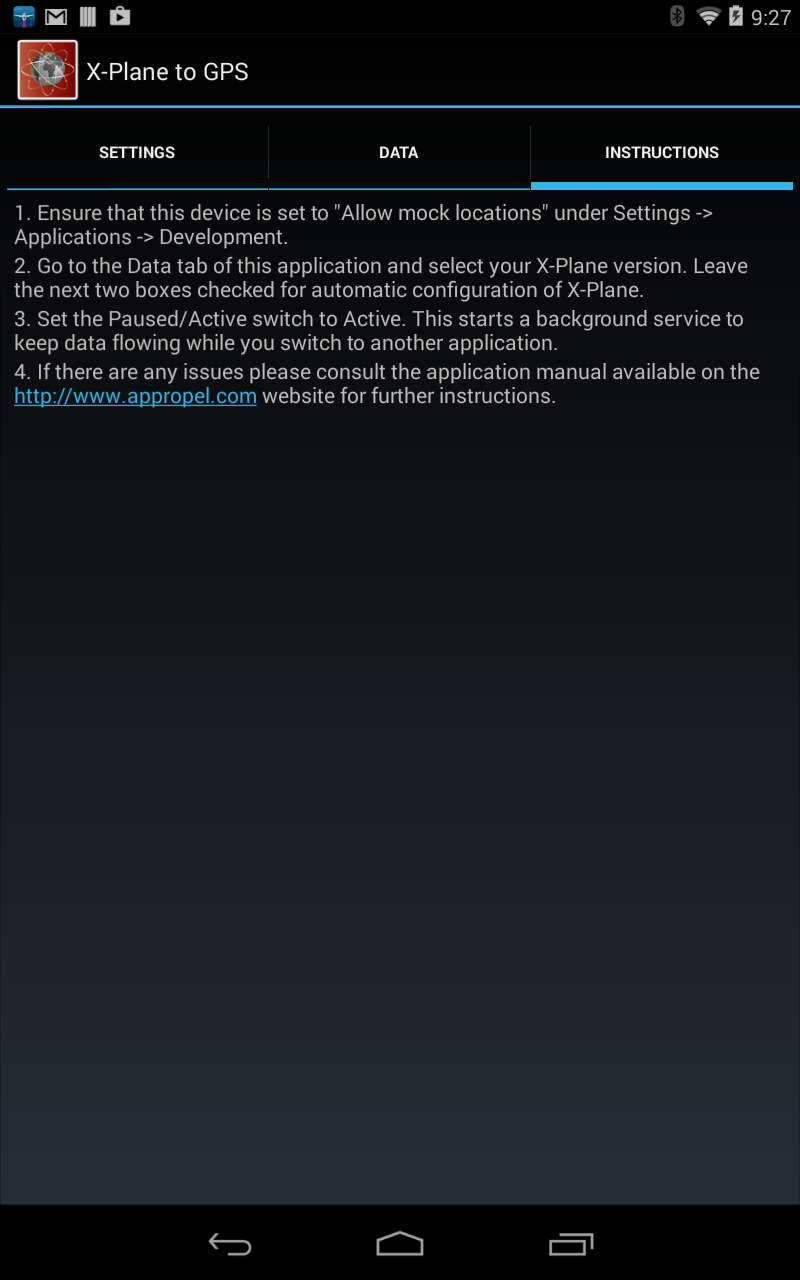 9:27
X-Plane to GPS
SETTINGS
DATA
INSTRUCTIONS
1. Ensure that this device is set to "Allow mock locations" under Settings ->
Applications -> Development.
2. Go to the Data tab of this application and select your X-Plane version. Leave
the next two boxes checked for automatic configuration of X-Plane.
3. Set the Paused/Active switch to Active. This starts a background service to
keep data flowing while you switch to another application.
4. If there are any issues please consult the application manual available on the
http://www.appropel.com website for further instructions.